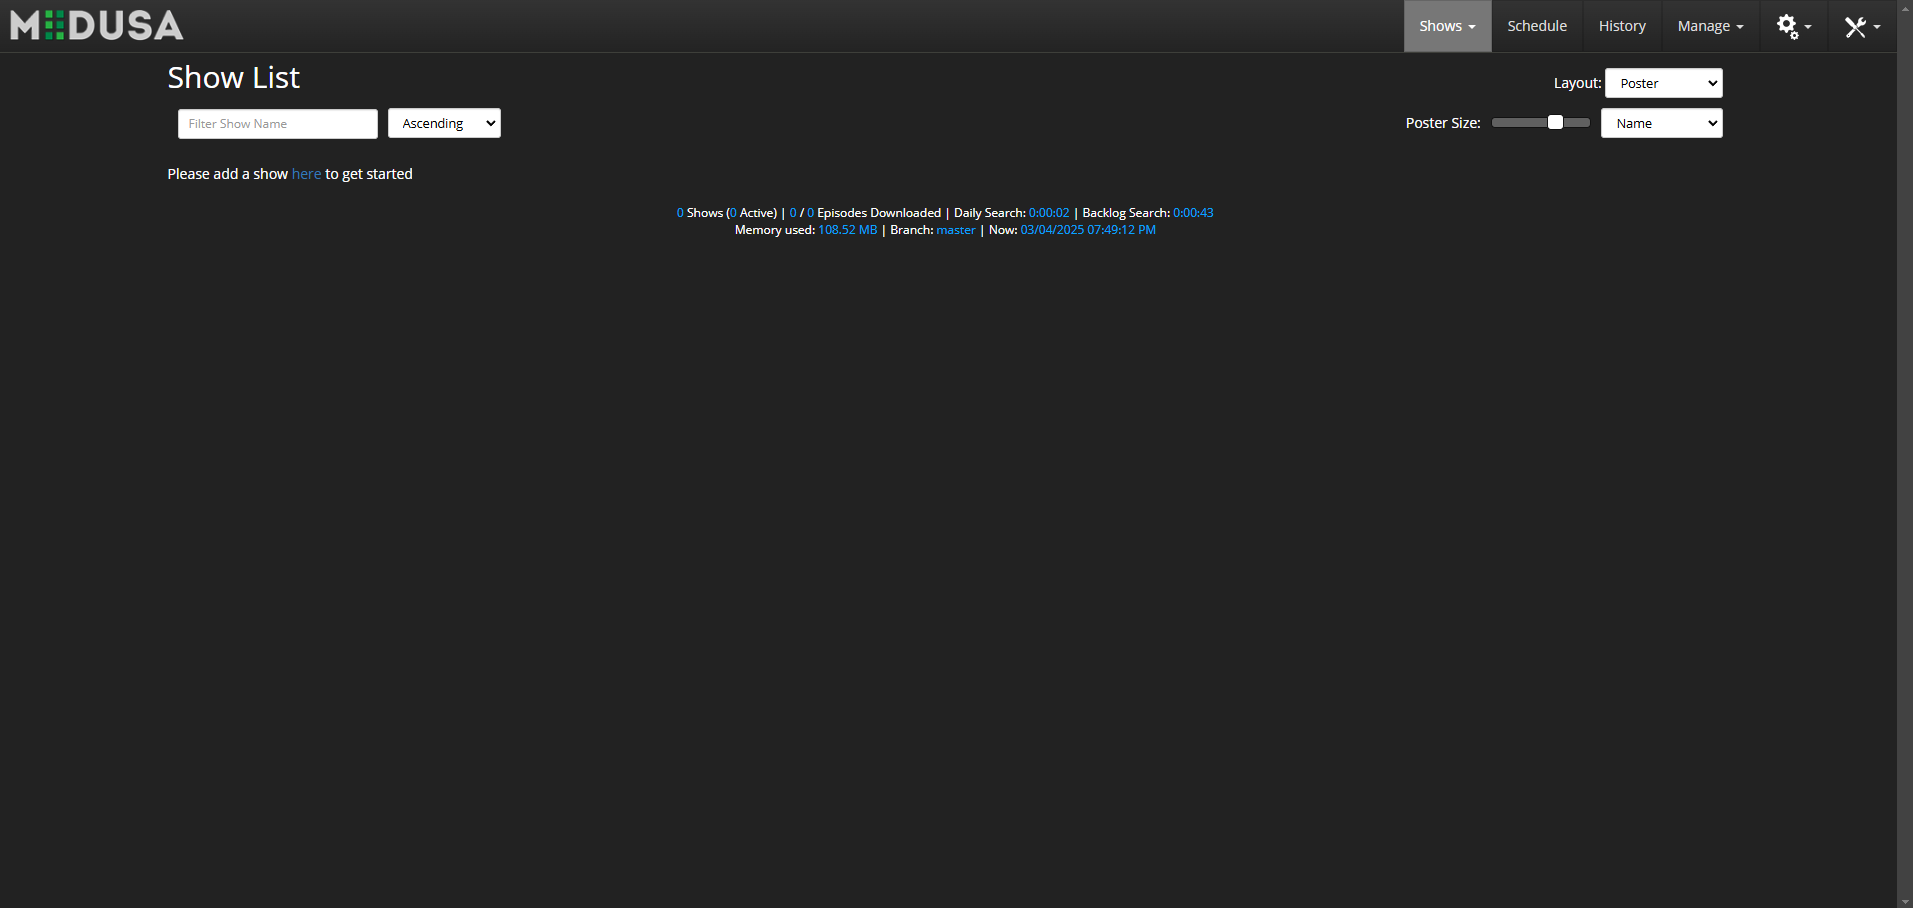 MEDUSA
Shows
Schedule
History
Manage
Show List
Layout: Poster
Filter Show Name
Ascending
Poster Size:
Name
Please add a show here to get started
0 Shows (0 Active) | 0 / 0 Episodes Downloaded | Daily Search: 0:00:02 | Backlog Search: 0:00:43
Memory used: 108.52 MB | Branch: master | Now: 03/04/2025 07:49:12 PM